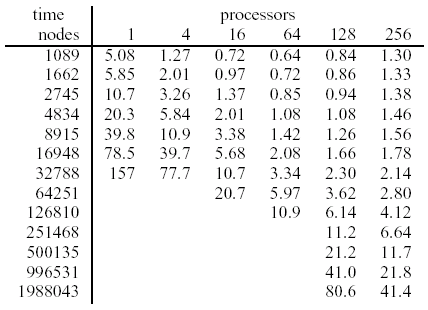 time processors
nodes 1 4 16 64 128 256
1089 5.08 1.27 0.72 0.64 0.84 1.30
1662 5.85 2.01 0.97 0.72 0.86 1.33
2745 10.7 3.26 1.37 0.85 0.94 1.38
4834 20.3 5.84 2.01 1.08 1.08 1.46
8915 39.8 10.9 3.38 1.42 1.26 1.56
16948 78.5 39.7 5.68 2.08 1.66 1.78
32788 157 77.7 10.7 3.34 2.30 2.14
64251 20.7 5.97 3.62 2.80
126810 10.9 6.14 4.12
251468 11.2 6.64
500135 21.2 11.7
996531 41.0 21.8
1988043 80.6 41.4